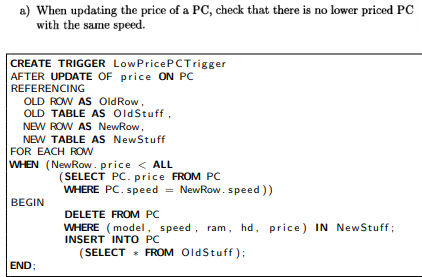 a) When updating the price of a PC, check that there is no lower priced PC
with the same speed.
CREATE TRIGGER LowPricePCTrigger
AFTER UPDATE OF price ON PC
REFERENCING
OLD ROW AS OldRow,
OLD TABLE AS OldStuff,
NEW ROW AS NewRow,
NEW TABLE AS NewStuff
FOR EACH ROW
WHEN (NewRow.price < ALL
(SELECT PC.price FROM PC
WHERE PC.speed = NewRow.speed))
BEGIN
DELETE FROM PC
WHERE (model, speed, ram, hd, price) IN NewStuff;
INSERT INTO PC
(SELECT * FROM OldStuff);
END;